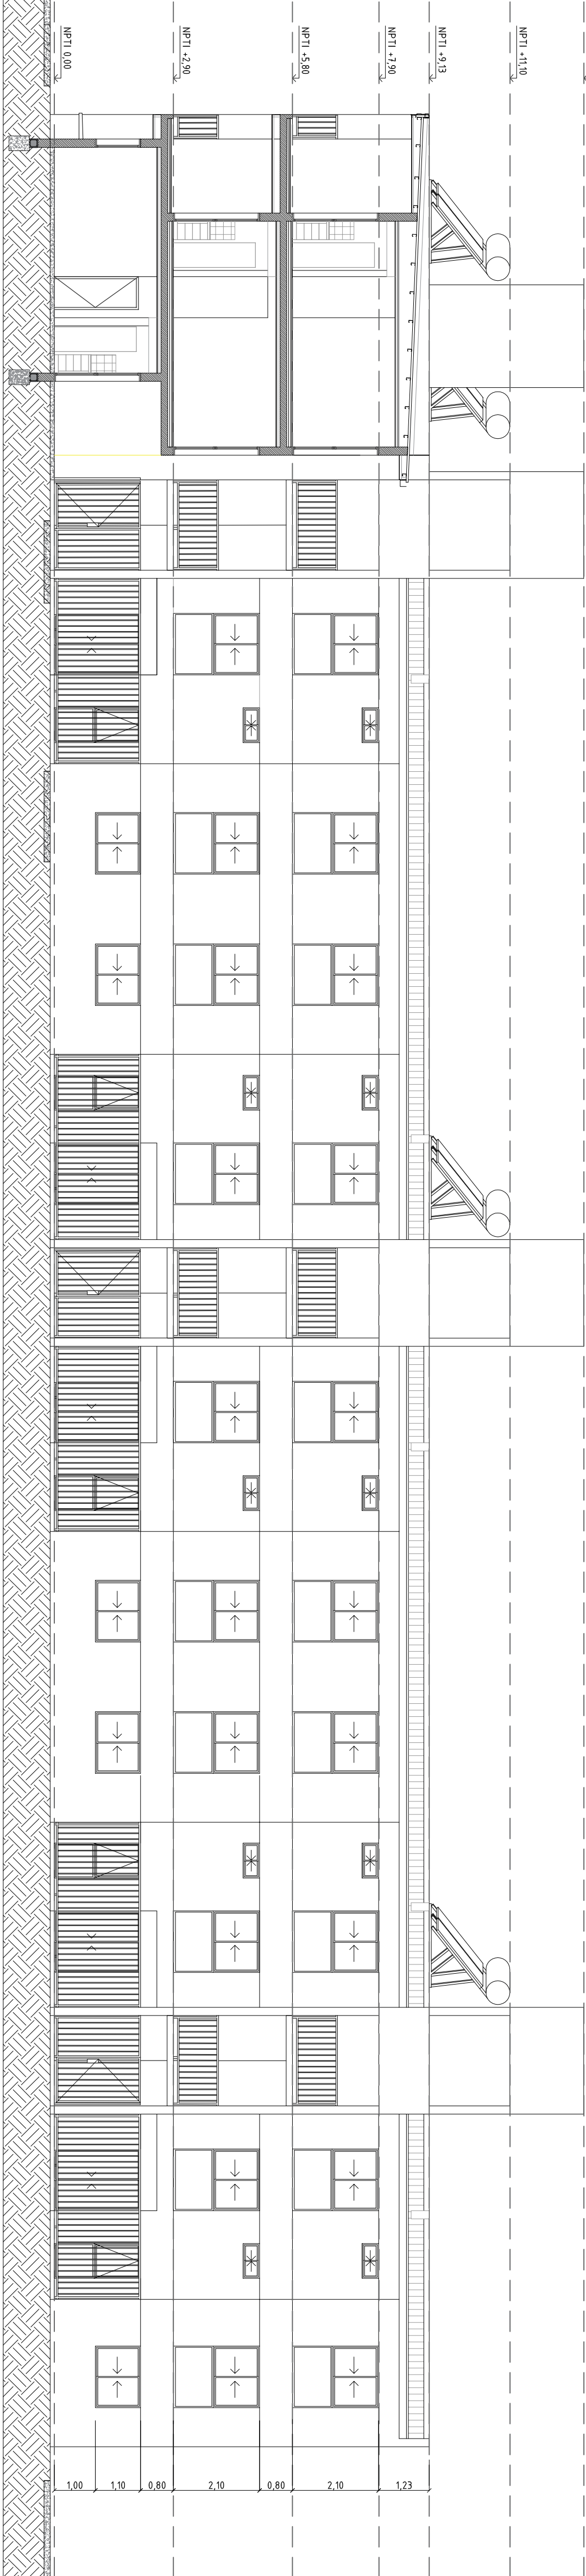 NPTI 0,00
NPTI +2,90
NPTI +5,80
NPTI +7,90
NPTI +9,13
NPTI +11,10
1,00
1,10
0,80
2,10
0,80
2,10
1,23